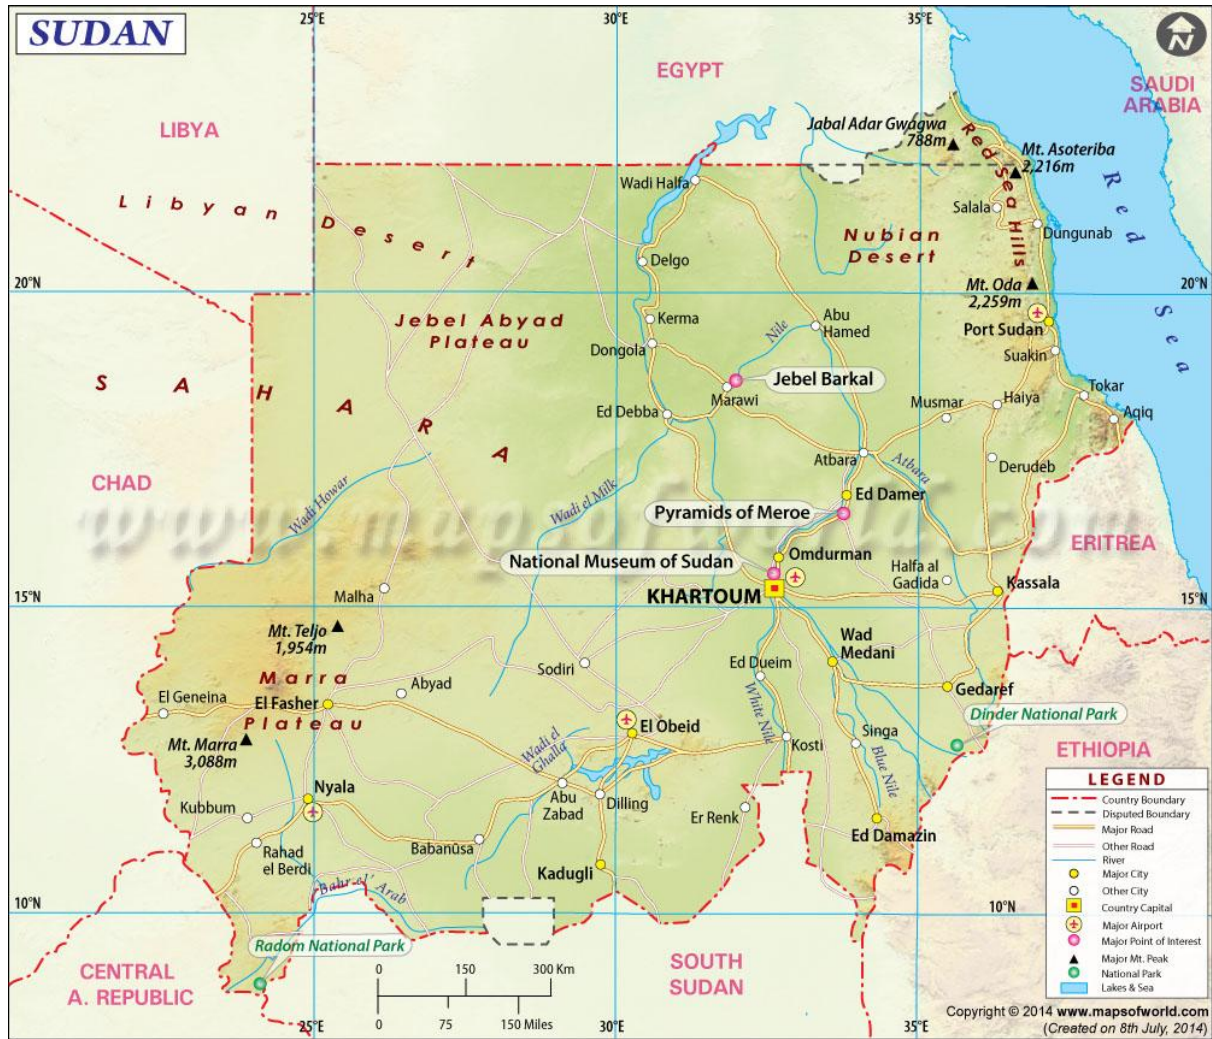 SUDAN
25°E
30°E
35°E
N
EGYPT
SAUDI
ARABIA
LIBYA
Jabal Adar Gwagwa
788m
Red Sea Hills
Mt. Asoteriba
2,216m
Red Sea
Wadi Halfa
Salala
Dungunab
Libyan Desert
Nubian
Desert
Delgo
20°N
20°N
Mt. Oda
2,259m
Jebel Abyad
Plateau
Kerma
Abu
Hamed
Port Sudan
Nile
Dongola
Suakin
SAHARA
Jebel Barkal
Marawi
Tokar
Ed Debba
Musmar
Haiya
Aqiq
Atbara
Atbara
Derudeb
CHAD
Wadi Howar
Wadi el Milk
Ed Damer
www.mapsofworld.com
Pyramids of Meroe
ERITREA
Omdurman
National Museum of Sudan
Halfa al
Gadida
Kassala
Malha
KHARTOUM
15°N
15°N
Mt. Teljo
1,954m
Wad
Medani
Sodiri
Ed Dueim
Marra
Plateau
Abyad
Gedaref
El Geneina
El Fasher
White Nile
Dinder National Park
El Obeid
Mt. Marra
3,088m
Wadi el
Ghalla
Kosti
Singa
Blue Nile
ETHIOPIA
Nyala
Kubbum
Abu
Zabad
Dilling
Er Renk
Ed Damazin
Rahad
el Berdi
Babanûsa
Kadugli
Bahr el' Arab
10°N
10°N
Radom National Park
CENTRAL
A. REPUBLIC
SOUTH
SUDAN
0 150 300 Km
0 75 150 Miles
LEGEND
Country Boundary
Disputed Boundary
Major Road
Other Road
River
Major City
Other City
Country Capital
Major Airport
Major Point of Interest
Major Mt. Peak
National Park
Lakes & Sea
25°E
30°E
35°E
Copyright © 2014 www.mapsofworld.com
(Created on 8th July, 2014)